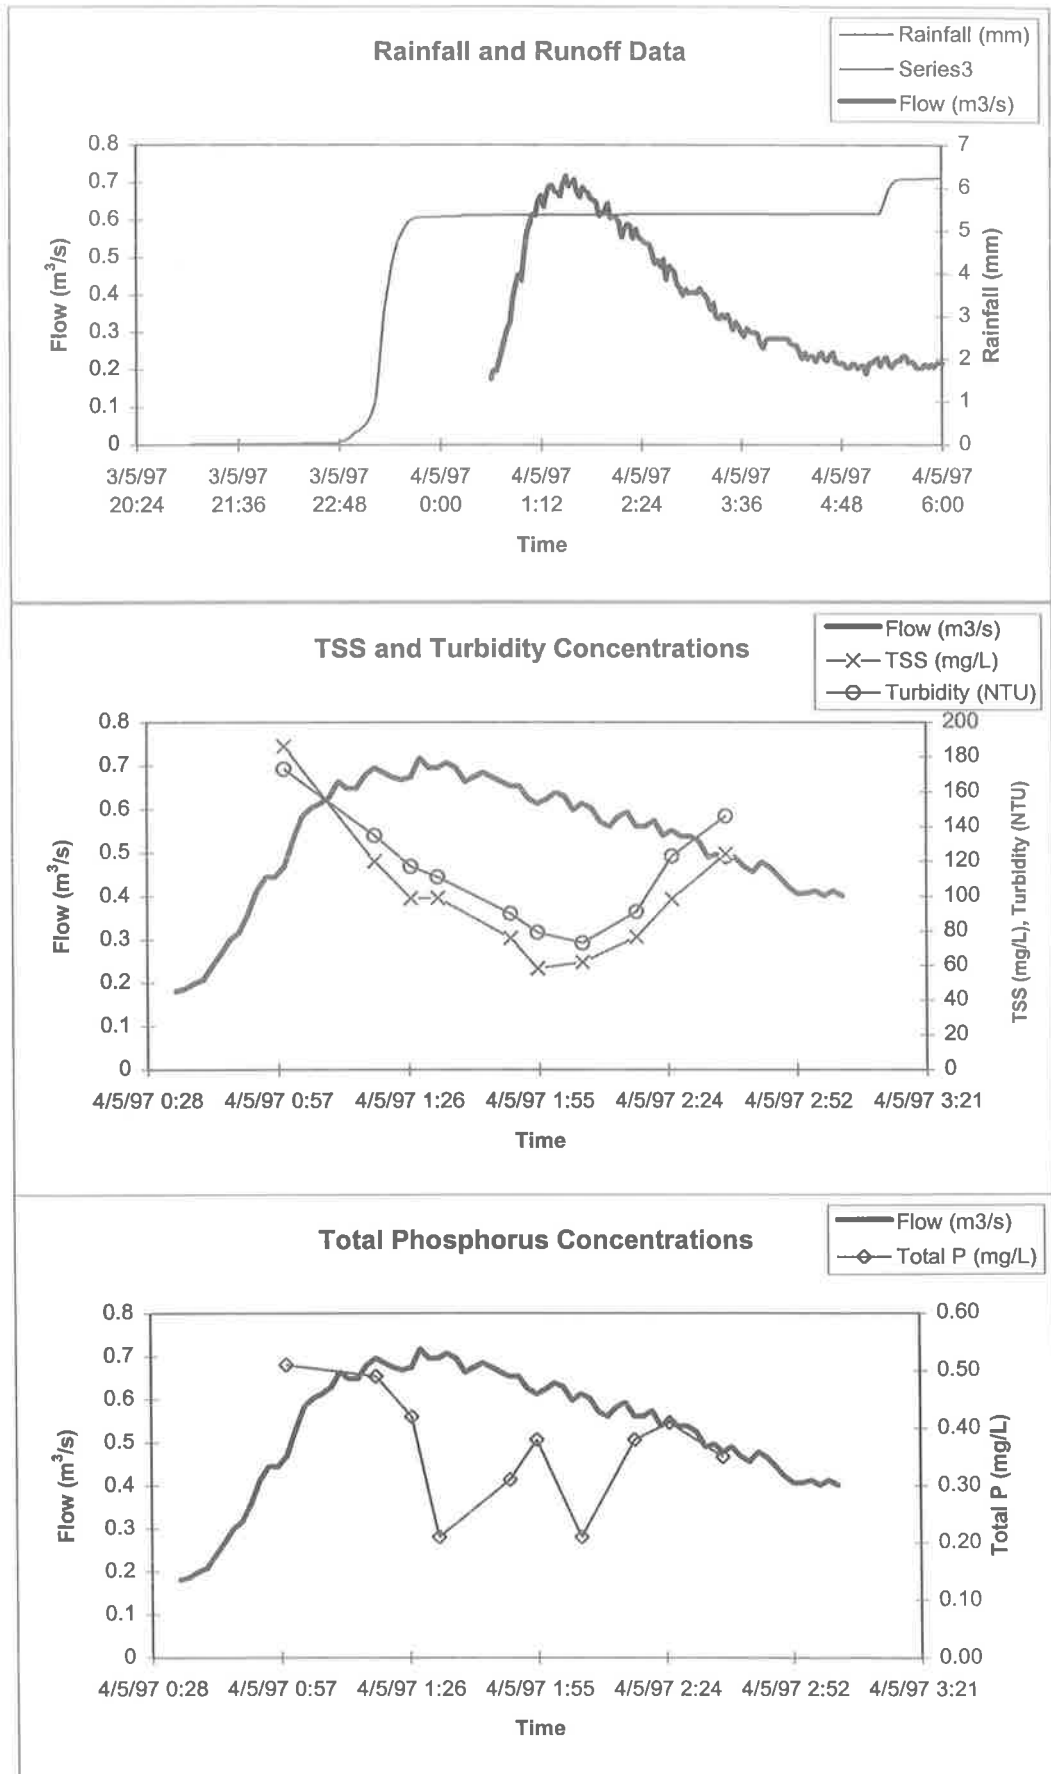 Rainfall and Runoff Data
Rainfall (mm)
Series3
Flow (m3/s)
0.8
0.7
0.6
0.5
0.4
0.3
0.2
0.1
0
Flow (m³/s)
7
6
5
4
3
2
1
0
Rainfall (mm)
3/5/97 3/5/97 3/5/97 4/5/97 4/5/97 4/5/97 4/5/97 4/5/97 4/5/97
20:24 21:36 22:48 0:00 1:12 2:24 3:36 4:48 6:00
Time
TSS and Turbidity Concentrations
Flow (m3/s)
TSS (mg/L)
Turbidity (NTU)
0.8
0.7
0.6
0.5
0.4
0.3
0.2
0.1
0
Flow (m³/s)
200
180
160
140
120
100
80
60
40
20
0
TSS (mg/L), Turbidity (NTU)
4/5/97 0:28 4/5/97 0:57 4/5/97 1:26 4/5/97 1:55 4/5/97 2:24 4/5/97 2:52 4/5/97 3:21
Time
Total Phosphorus Concentrations
Flow (m3/s)
Total P (mg/L)
0.8
0.7
0.6
0.5
0.4
0.3
0.2
0.1
0
Flow (m³/s)
0.60
0.50
0.40
0.30
0.20
0.10
0.00
Total P (mg/L)
4/5/97 0:28 4/5/97 0:57 4/5/97 1:26 4/5/97 1:55 4/5/97 2:24 4/5/97 2:52 4/5/97 3:21
Time